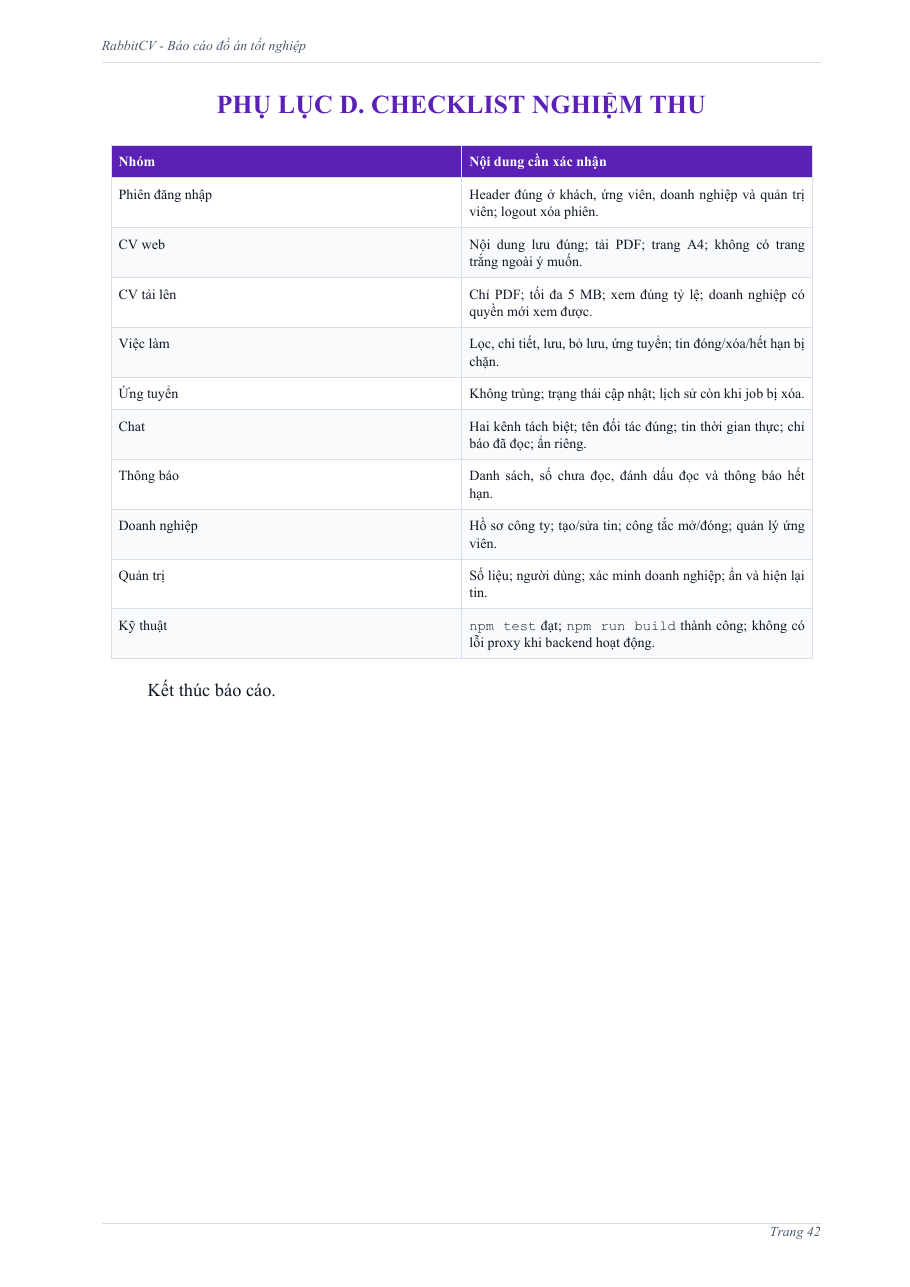 RabbitCV - Báo cáo đồ án tốt nghiệp
PHỤ LỤC D. CHECKLIST NGHIỆM THU
Nhóm
Nội dung cần xác nhận
Phiên đăng nhập
Header đúng ở khách, ứng viên, doanh nghiệp và quản trị
viên; logout xóa phiên.
CV web
Nội dung lưu đúng; tải PDF; trang A4; không có trang
trắng ngoài ý muốn.
CV tải lên
Chỉ PDF; tối đa 5 MB; xem đúng tỷ lệ; doanh nghiệp có
quyền mới xem được.
Việc làm
Lọc, chi tiết, lưu, bỏ lưu, ứng tuyển; tin đóng/xóa/hết hạn bị
chặn.
Ứng tuyển
Không trùng; trạng thái cập nhật; lịch sử còn khi job bị xóa.
Chat
Hai kênh tách biệt; tên đối tác đúng; tin thời gian thực; chỉ
báo đã đọc; ẩn riêng.
Thông báo
Danh sách, số chưa đọc, đánh dấu đọc và thông báo hết
hạn.
Doanh nghiệp
Hồ sơ công ty; tạo/sửa tin; công tắc mở/đóng; quản lý ứng
viên.
Quản trị
Số liệu; người dùng; xác minh doanh nghiệp; ẩn và hiện lại
tin.
Kỹ thuật
npm test đạt; npm run build thành công; không có
lỗi proxy khi backend hoạt động.
Kết thúc báo cáo.
Trang 42